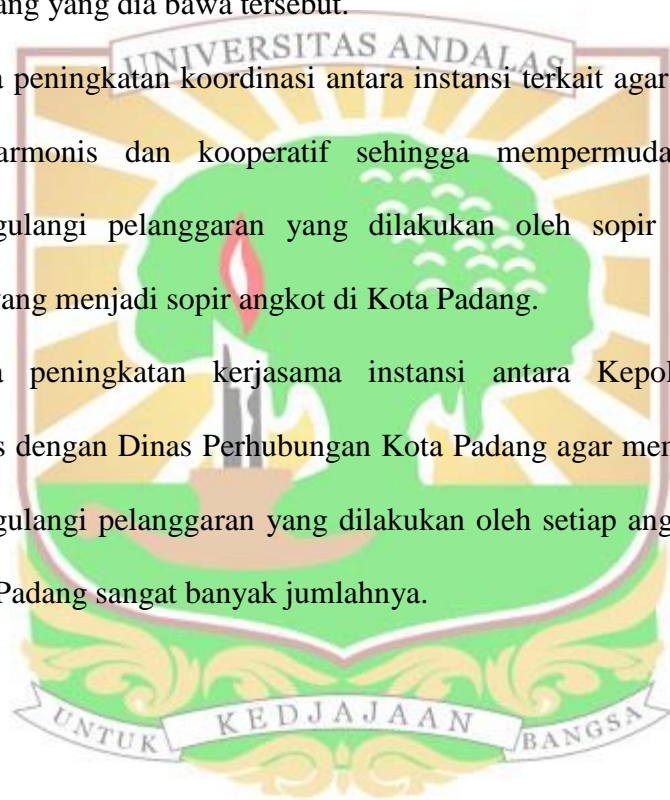 ang yang dia bawa tersebut.
UNIVERSITAS ANDALAS
peningkatan koordinasi antara instansi terkait agar
armonis dan kooperatif sehingga mempermuda
gulangi pelanggaran yang dilakukan oleh sopir
yang menjadi sopir angkot di Kota Padang.
peningkatan kerjasama instansi antara Kepol
s dengan Dinas Perhubungan Kota Padang agar men
gulangi pelanggaran yang dilakukan oleh setiap ang
Padang sangat banyak jumlahnya.
UNTUK KEDJAJAAN BANGSA